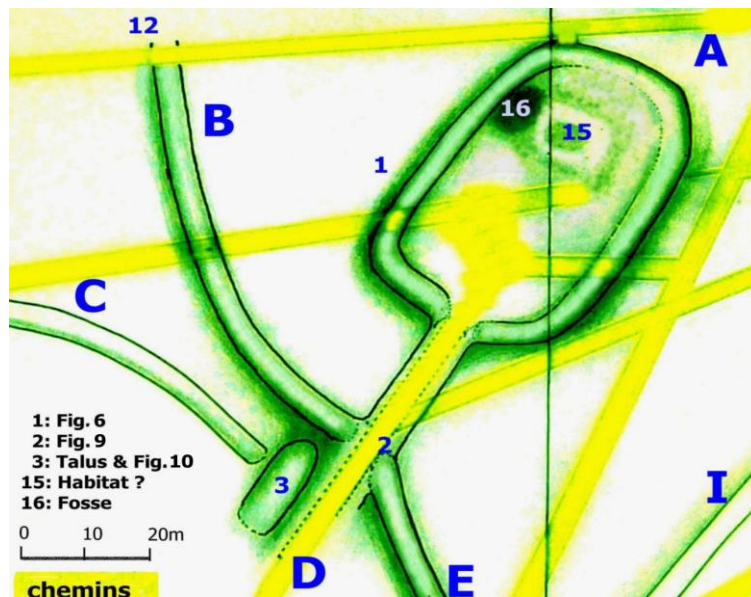 12
A
B
16
15
1
C
1: Fig. 6
2: Fig. 9
3: Talus & Fig.10
15: Habitat ?
16: Fosse
2
3
I
0 10 20m
D
E
chemins